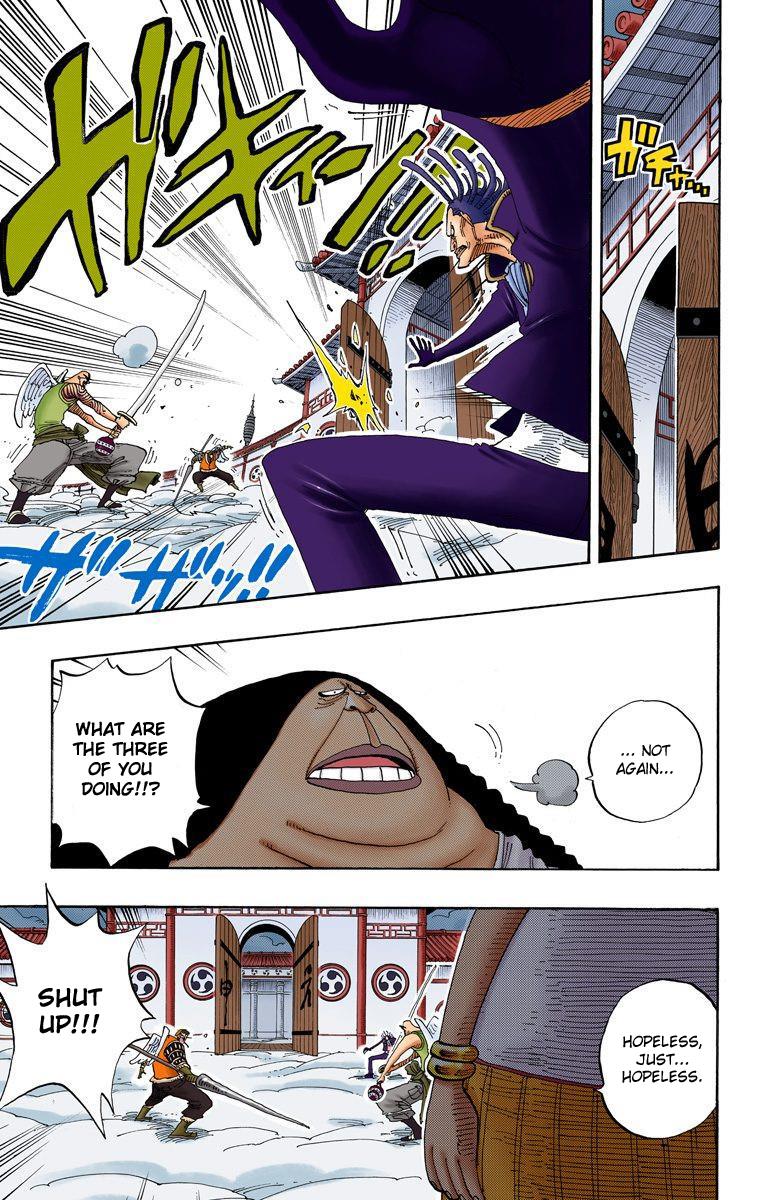 ガチャ...
ガキィー!!!
ザザッ!!
... NOT
AGAIN...
WHAT ARE
THE THREE
OF YOU
DOING!!?
SHUT
UP!!!
HOPELESS,
JUST...
HOPELESS.